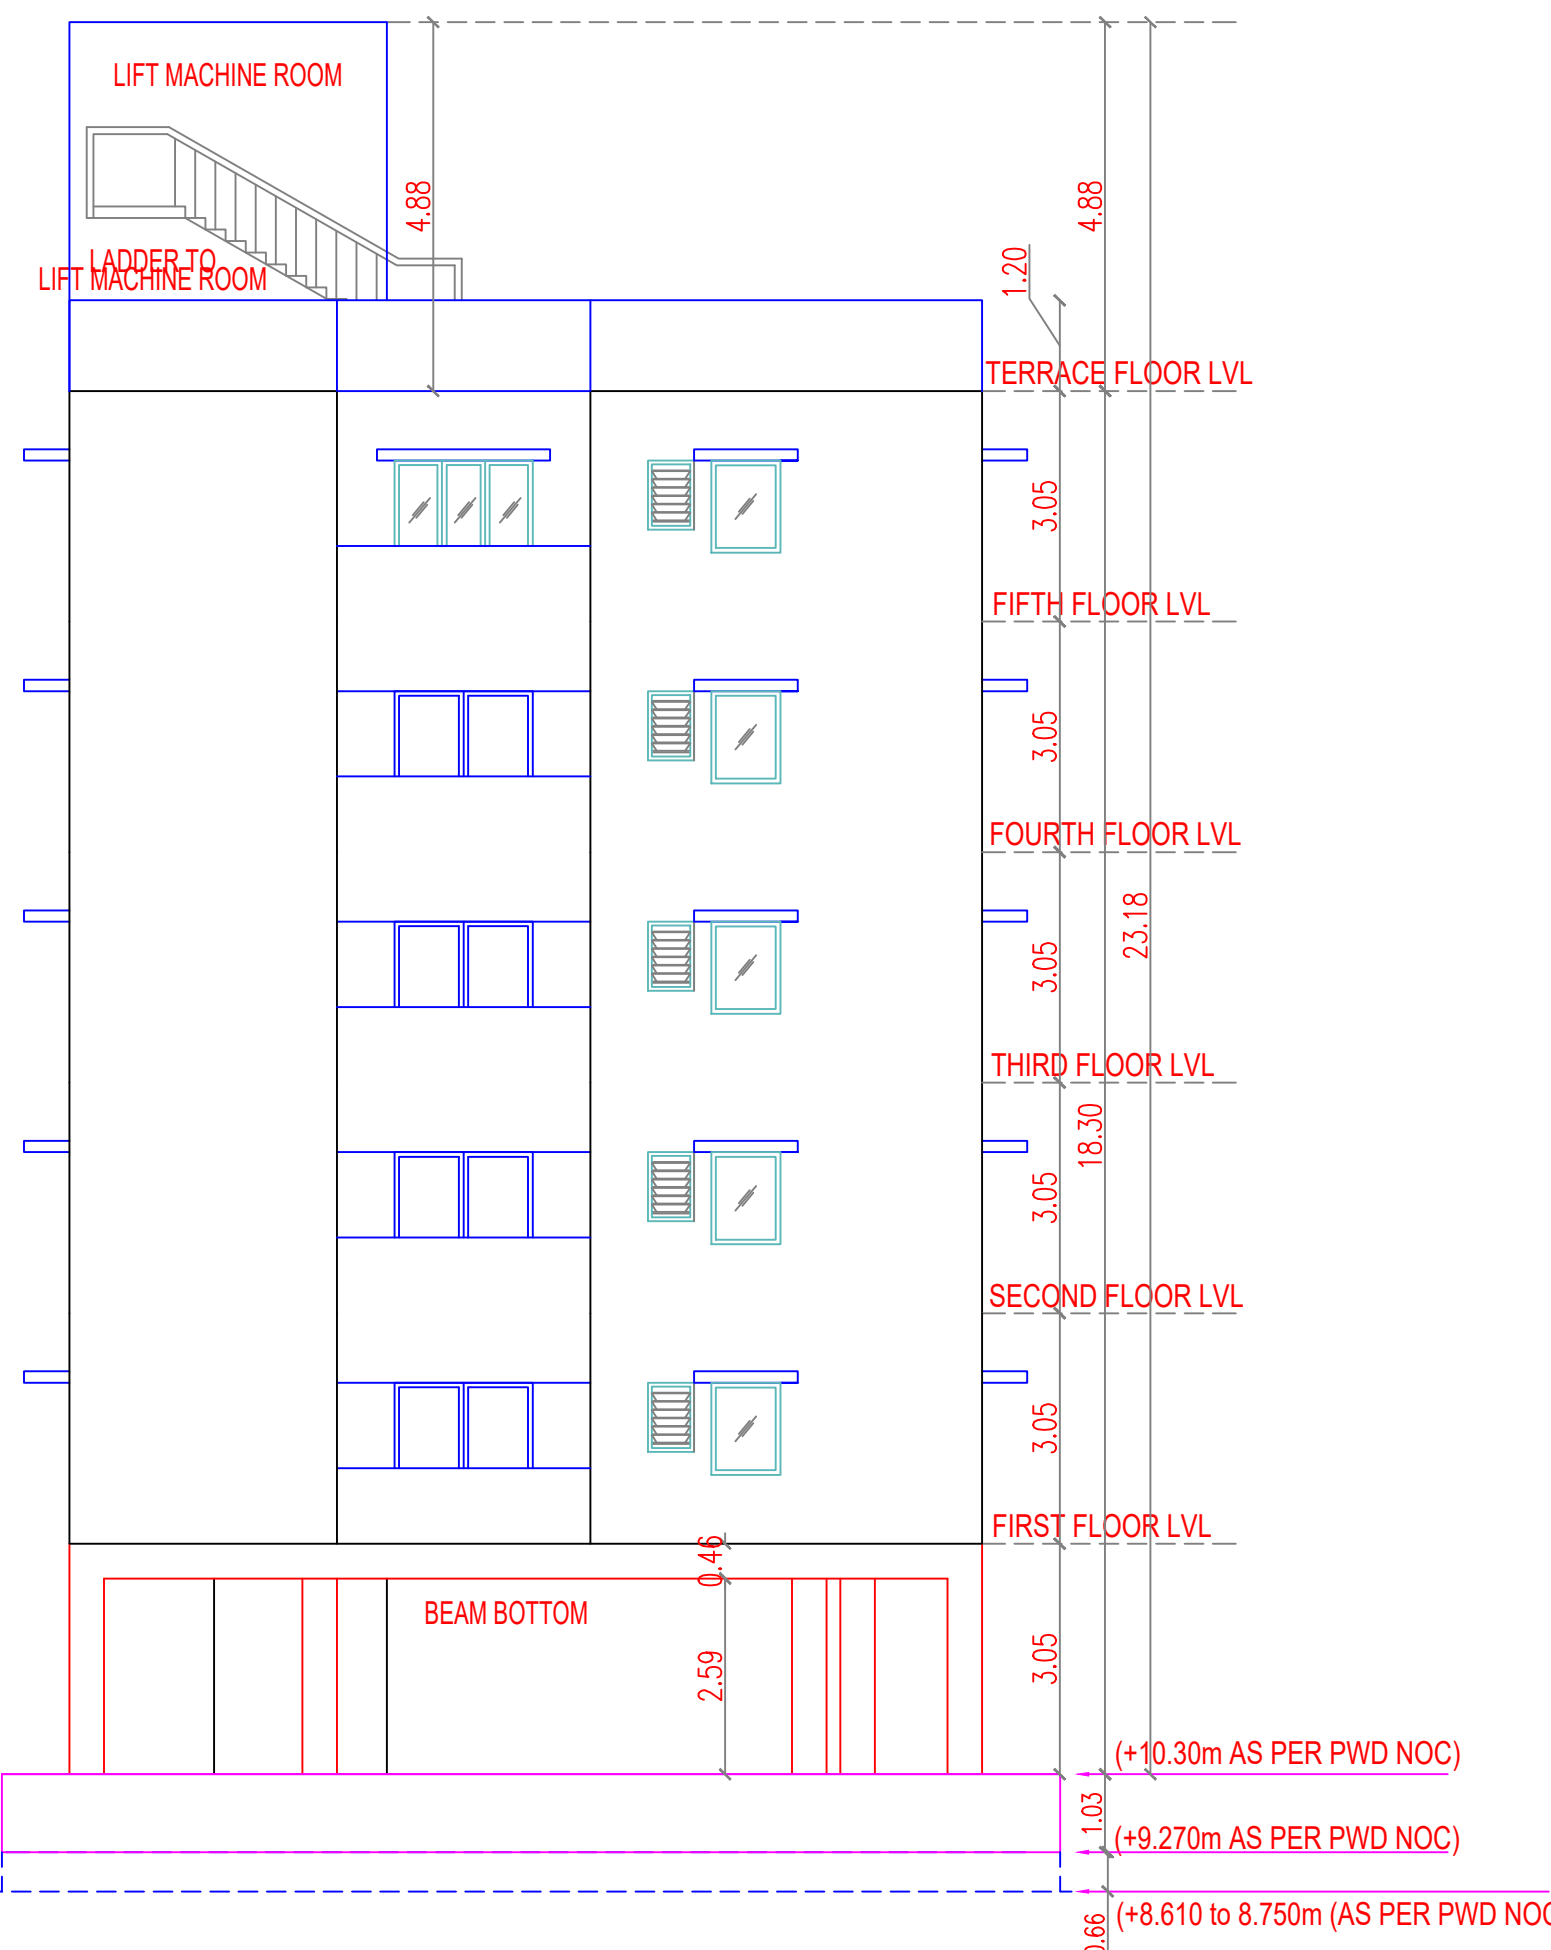 LIFT MACHINE ROOM
4.88
4.88
LADDER TO
LIFT MACHINE ROOM
1.20
TERRACE FLOOR LVL
3.05
FIFTH FLOOR LVL
3.05
FOURTH FLOOR LVL
23.18
3.05
THIRD FLOOR LVL
18.30
3.05
SECOND FLOOR LVL
3.05
FIRST FLOOR LVL
0.46
BEAM BOTTOM
2.59
3.05
(+10.30m AS PER PWD NOC)
1.03
(+9.270m AS PER PWD NOC)
(+8.610 to 8.750m (AS PER PWD NOC
0.66